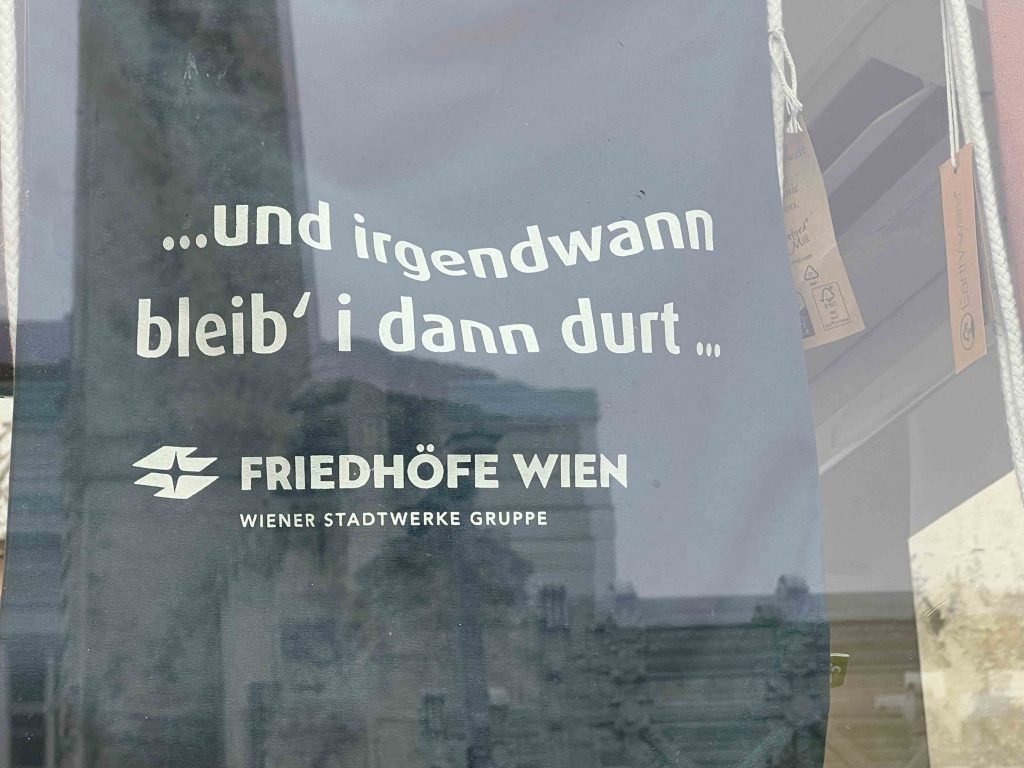 ...und irgendwann
bleib' i dann durt ...
FRIEDHÖFE WIEN
WIENER STADTWERKE GRUPPE